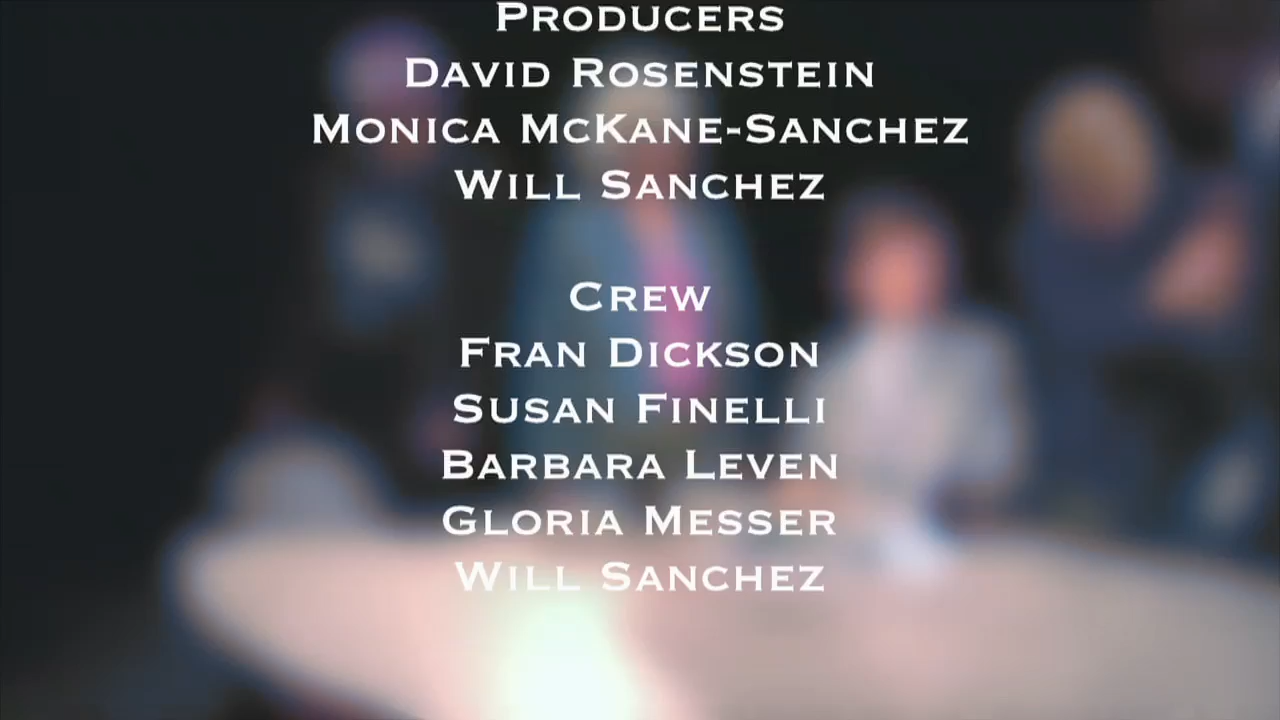 Producers
David Rosenstein
Monica McKane-Sanchez
Will Sanchez
Crew
Fran Dickson
Susan Finelli
Barbara Leven
Gloria Messer
Will Sanchez